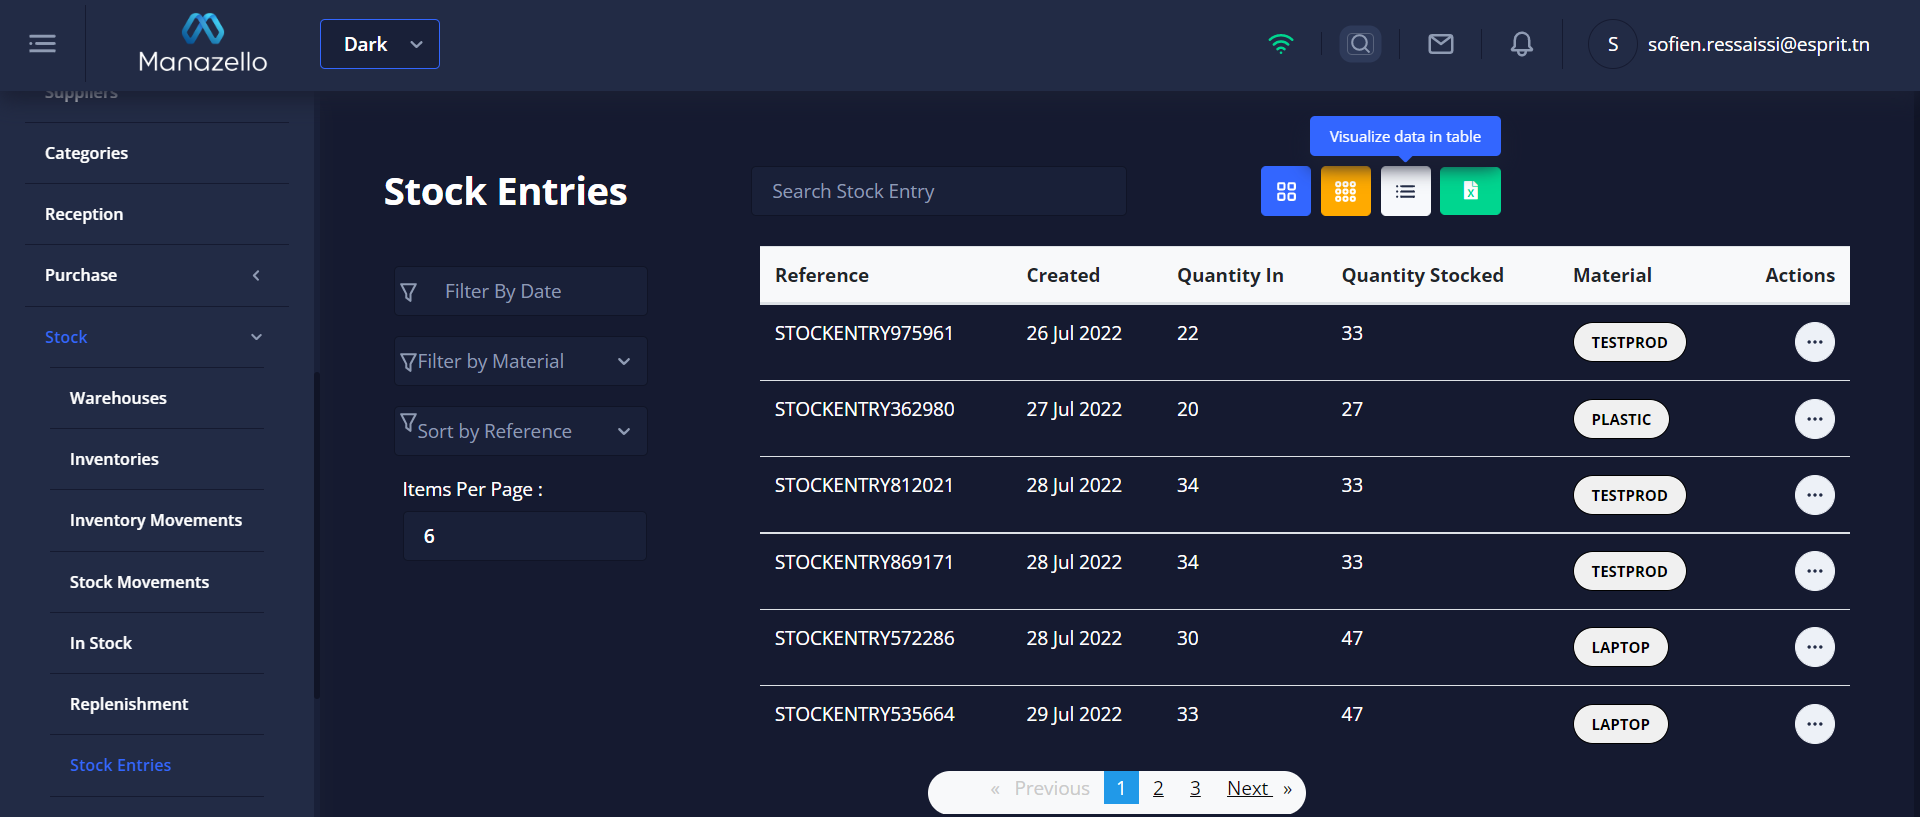 Manazello
Dark
S
sofien.ressaissi@esprit.tn
Suppliers
Categories
Reception
Purchase
Stock
Warehouses
Inventories
Inventory Movements
Stock Movements
In Stock
Replenishment
Stock Entries
Visualize data in table
Stock Entries
Search Stock Entry
X
Filter By Date
Filter by Material
Sort by Reference
Items Per Page :
6
Reference Created Quantity In Quantity Stocked Material Actions
STOCKENTRY975961 26 Jul 2022 22 33 TESTPROD
STOCKENTRY362980 27 Jul 2022 20 27 PLASTIC
STOCKENTRY812021 28 Jul 2022 34 33 TESTPROD
STOCKENTRY869171 28 Jul 2022 34 33 TESTPROD
STOCKENTRY572286 28 Jul 2022 30 47 LAPTOP
STOCKENTRY535664 29 Jul 2022 33 47 LAPTOP
« Previous 1 2 3 Next »